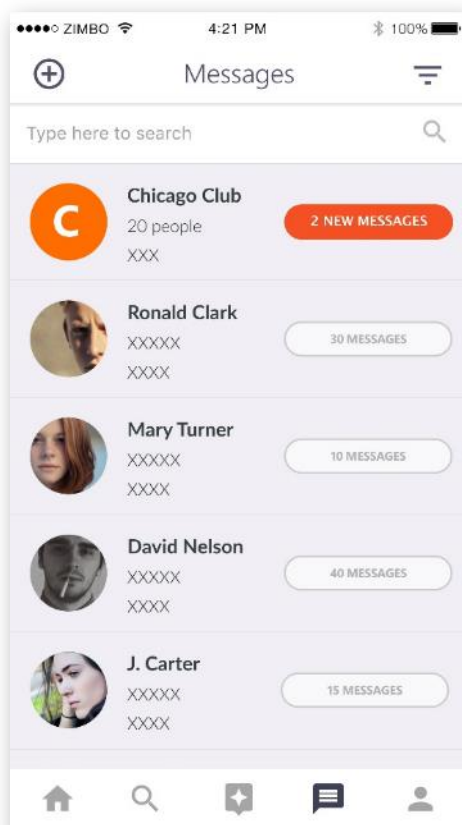 ZIMBO 4:21 PM 100%
Messages
Type here to search
C
Chicago Club
20 people
XXX
2 NEW MESSAGES
Ronald Clark
XXXXX
XXXX
30 MESSAGES
Mary Turner
XXXXX
XXXX
10 MESSAGES
David Nelson
XXXXX
XXXX
40 MESSAGES
J. Carter
XXXXX
XXXX
15 MESSAGES